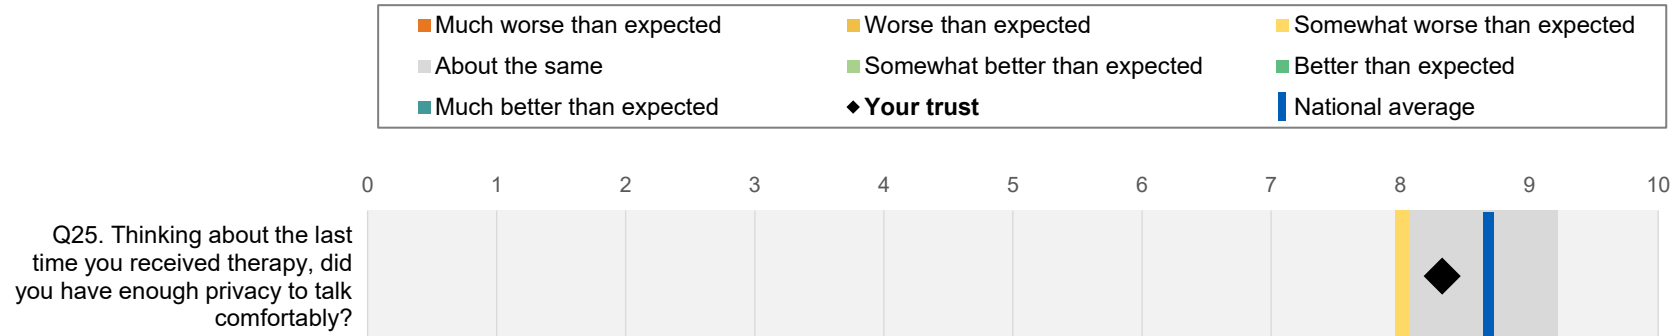 Much worse than expected Worse than expected Somewhat worse than expected
About the same Somewhat better than expected Better than expected
Much better than expected Your trust National average
0 1 2 3 4 5 6 7 8 9 10
Q25. Thinking about the last
time you received therapy, did
you have enough privacy to talk
comfortably?